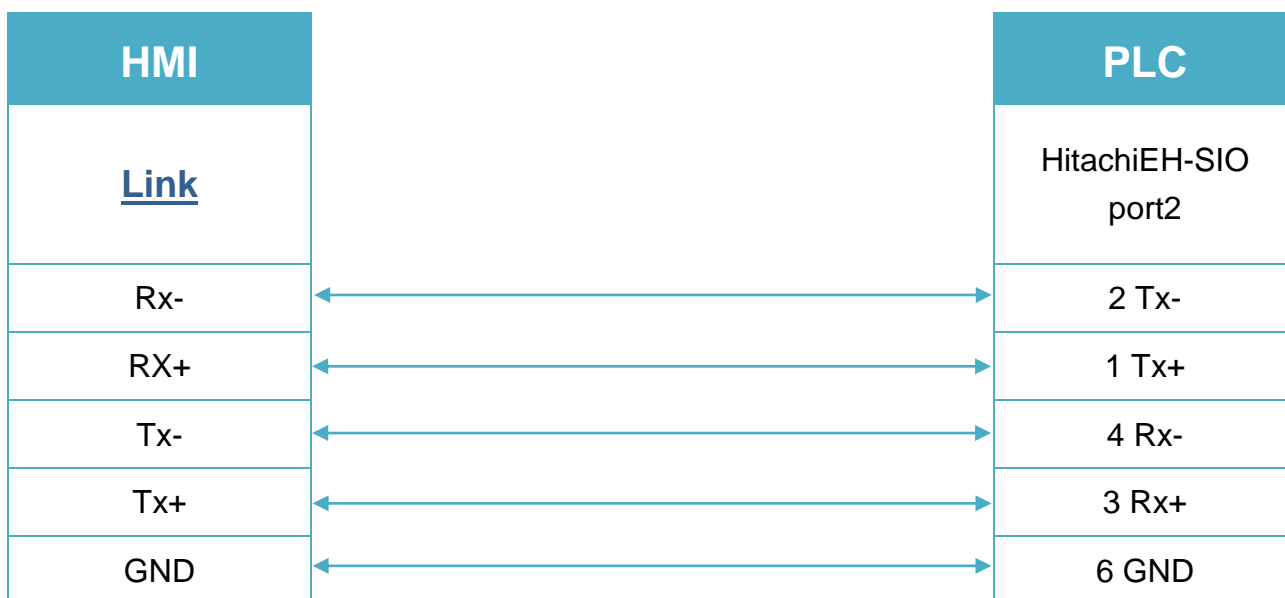 HMI PLC
Link HitachiEH-SIO
port2
Rx- 2 Tx-
RX+ 1 Tx+
Tx- 4 Rx-
Tx+ 3 Rx+
GND 6 GND